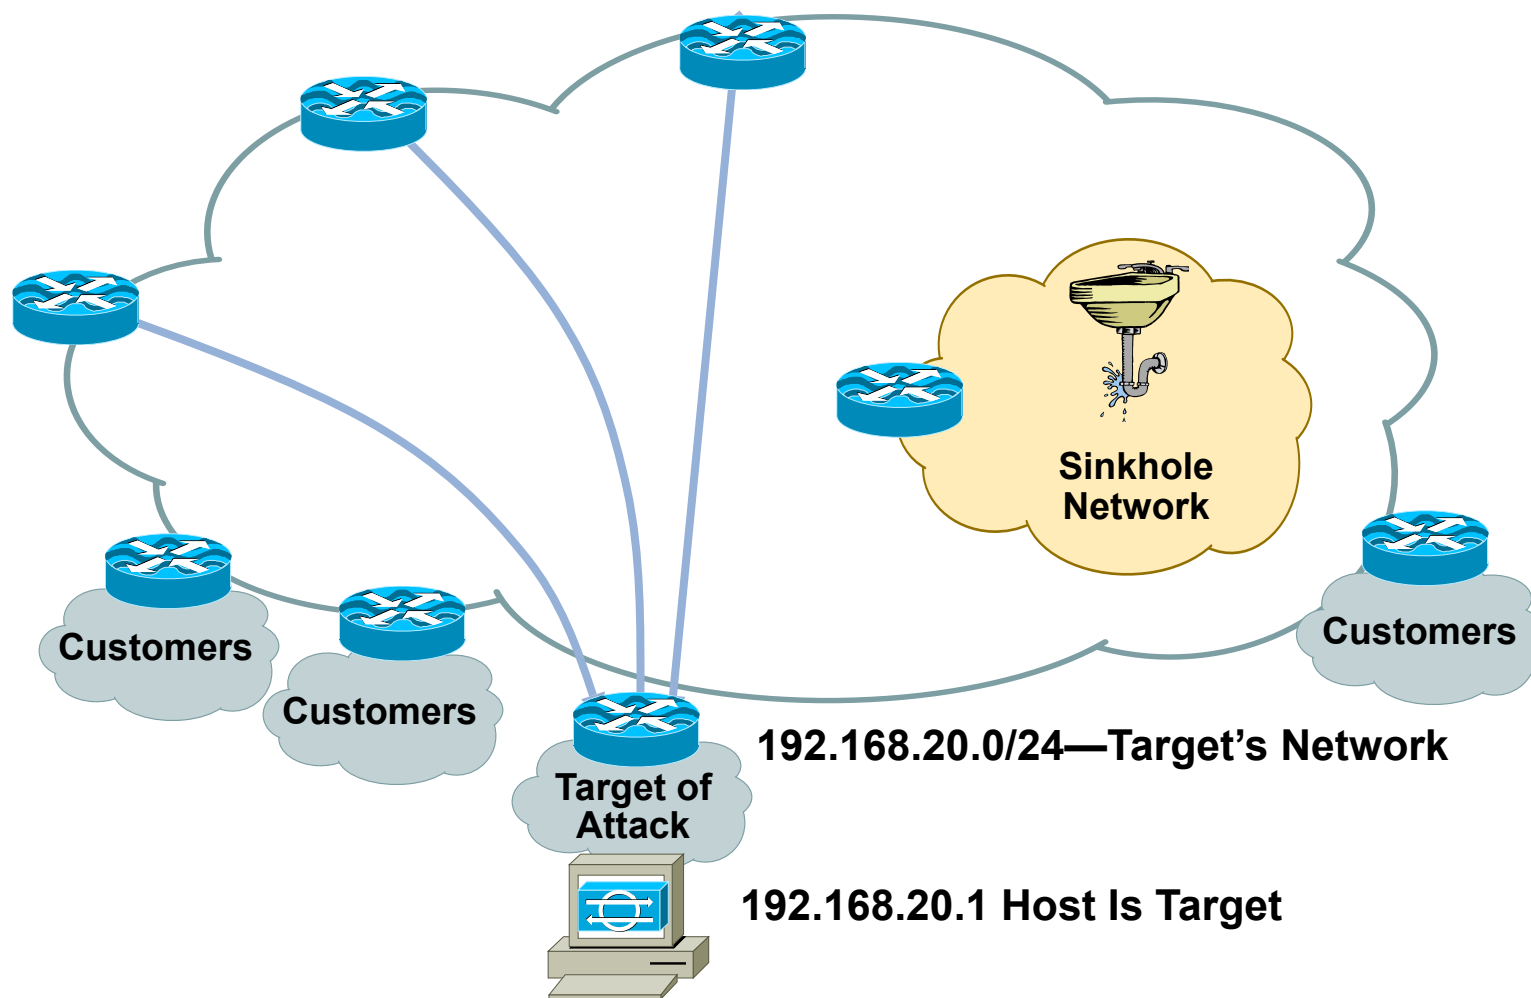 Sinkhole
Network
Customers
Customers
Customers
192.168.20.0/24—Target’s Network
Target of
Attack
192.168.20.1 Host Is Target